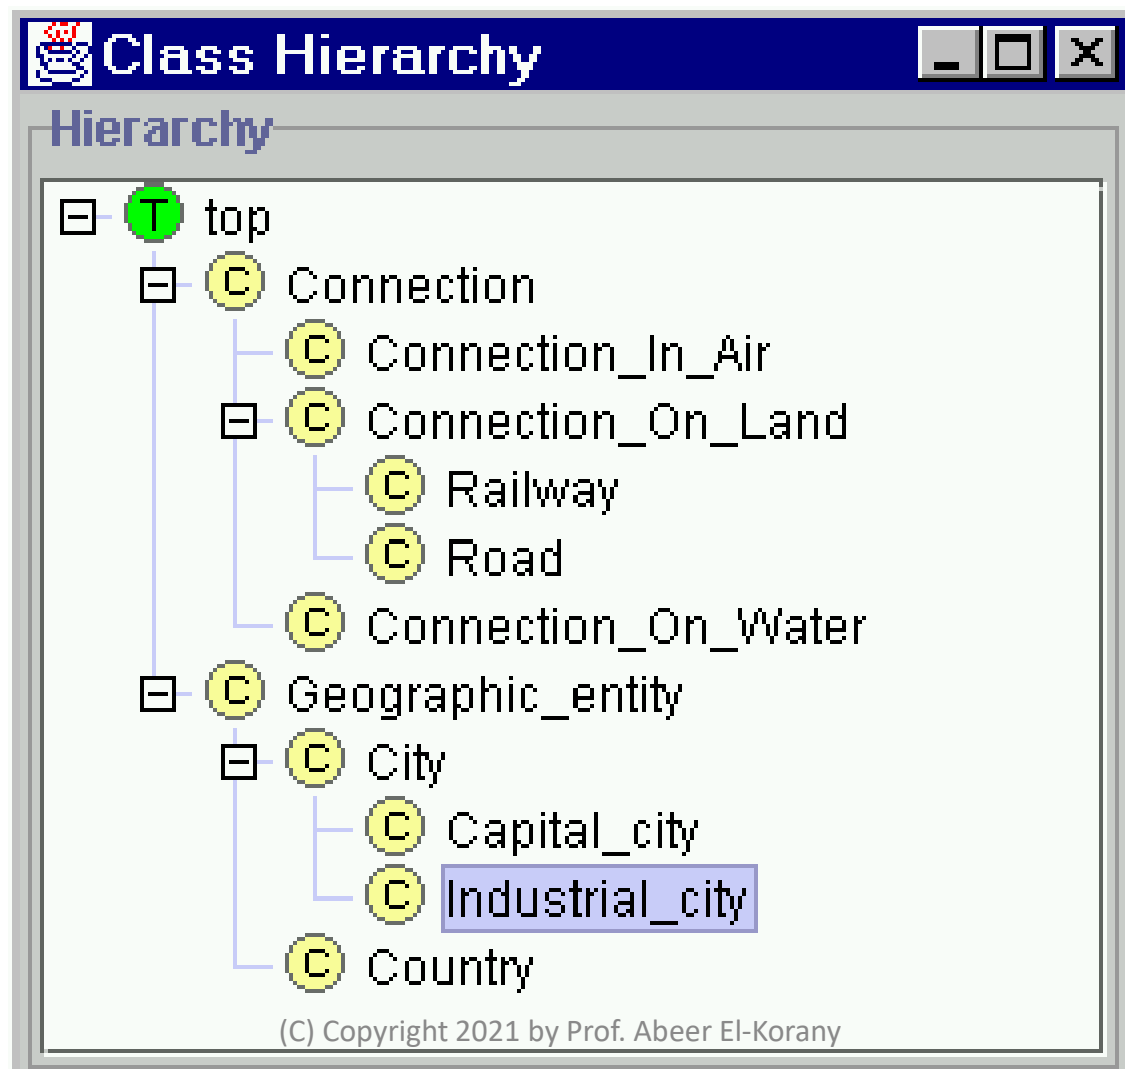 Class Hierarchy
Hierarchy
T top
C Connection
C Connection_In_Air
C Connection_On_Land
C Railway
C Road
C Connection_On_Water
C Geographic_entity
C City
C Capital_city
C Industrial_city
C Country
(C) Copyright 2021 by Prof. Abeer El-Korany